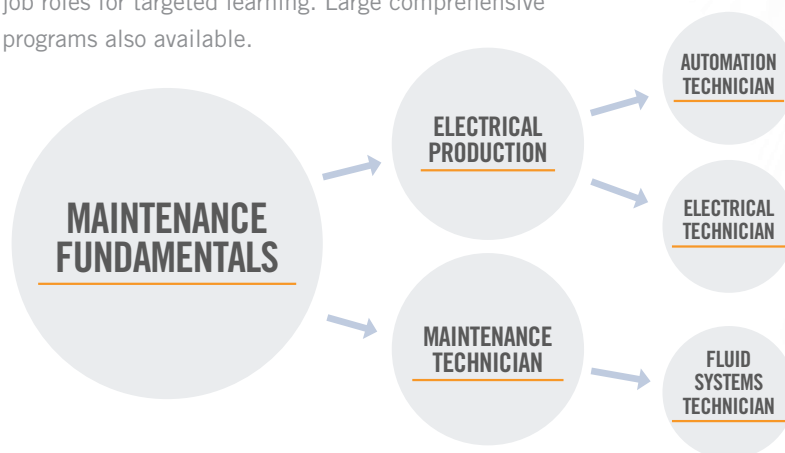 job roles for targeted learning. Large comprehensive
programs also available.
MAINTENANCE
FUNDAMENTALS
ELECTRICAL
PRODUCTION
MAINTENANCE
TECHNICIAN
AUTOMATION
TECHNICIAN
ELECTRICAL
TECHNICIAN
FLUID
SYSTEMS
TECHNICIAN